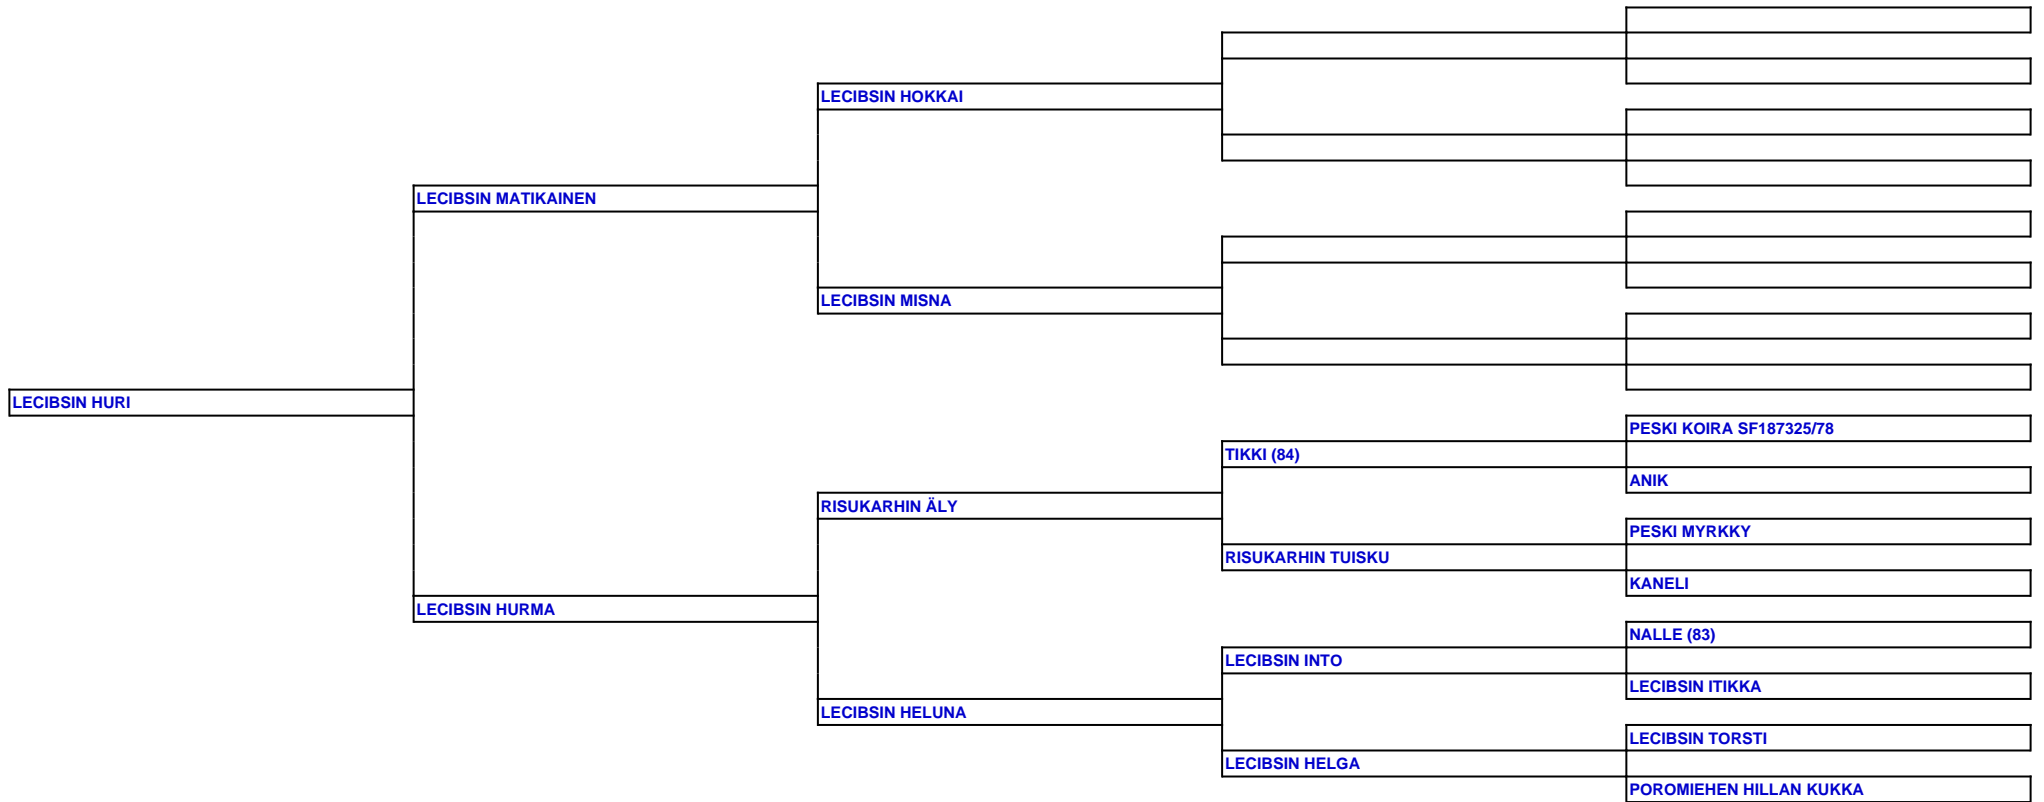 LECIBSIN HOKKAI
LECIBSIN MATIKAINEN
LECIBSIN MISNA
LECIBSIN HURI
PESKI KOIRA SF187325/78
TIKKI (84)
ANIK
RISUKARHIN ÄLY
PESKI MYRKKY
RISUKARHIN TUISKU
KANELI
LECIBSIN HURMA
NALLE (83)
LECIBSIN INTO
LECIBSIN ITIKKA
LECIBSIN HELUNA
LECIBSIN TORSTI
LECIBSIN HELGA
POROMIEHEN HILLAN KUKKA